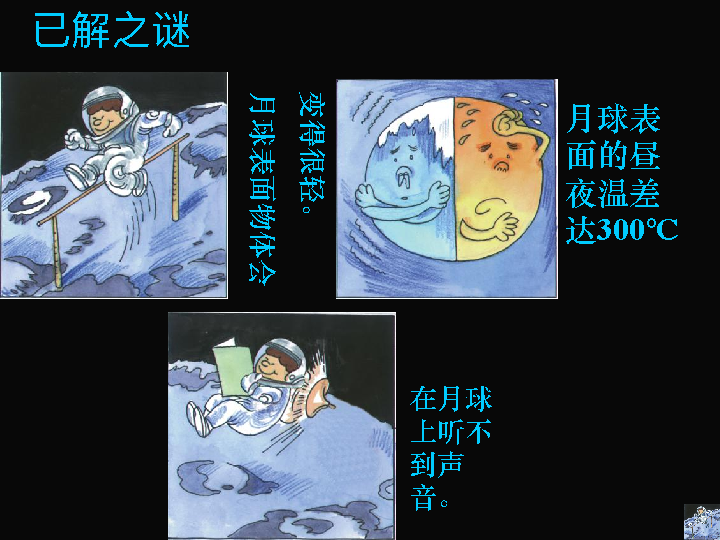 已解之谜
月球表面物体会
变得很轻。
月球表
面的昼
夜温差
达300℃
在月球
上听不
到声
音。